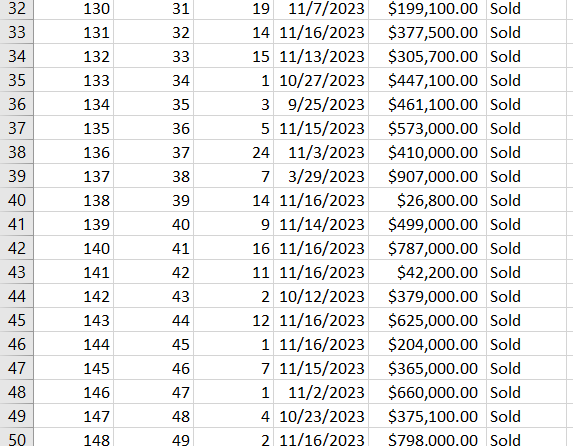 32 130 31 19 11/7/2023 $199,100.00 Sold
33 131 32 14 11/16/2023 $377,500.00 Sold
34 132 33 15 11/13/2023 $305,700.00 Sold
35 133 34 1 10/27/2023 $447,100.00 Sold
36 134 35 3 9/25/2023 $461,100.00 Sold
37 135 36 5 11/15/2023 $573,000.00 Sold
38 136 37 24 11/3/2023 $410,000.00 Sold
39 137 38 7 3/29/2023 $907,000.00 Sold
40 138 39 14 11/16/2023 $26,800.00 Sold
41 139 40 9 11/14/2023 $499,000.00 Sold
42 140 41 16 11/16/2023 $787,000.00 Sold
43 141 42 11 11/16/2023 $42,200.00 Sold
44 142 43 2 10/12/2023 $379,000.00 Sold
45 143 44 12 11/16/2023 $625,000.00 Sold
46 144 45 1 11/16/2023 $204,000.00 Sold
47 145 46 7 11/15/2023 $365,000.00 Sold
48 146 47 1 11/2/2023 $660,000.00 Sold
49 147 48 4 10/23/2023 $375,100.00 Sold
50 148 49 2 11/16/2023 $798,000.00 Sold